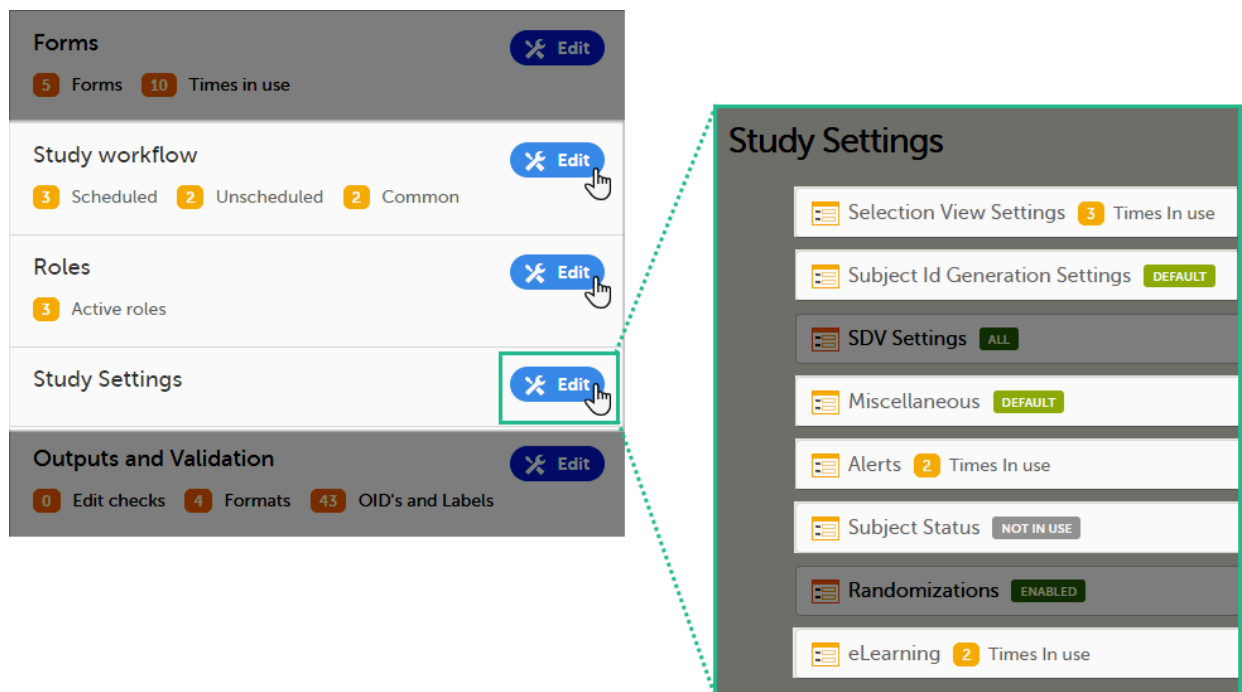 Forms
Edit
5 Forms 10 Times in use
Study workflow
Edit
3 Scheduled 2 Unscheduled 2 Common
Roles
Edit
3 Active roles
Study Settings
Edit
Outputs and Validation
Edit
0 Edit checks 4 Formats 43 OID's and Labels
Study Settings
Selection View Settings 3 Times In use
Subject Id Generation Settings DEFAULT
SDV Settings ALL
Miscellaneous DEFAULT
Alerts 2 Times In use
Subject Status NOT IN USE
Randomizations ENABLED
eLearning 2 Times In use